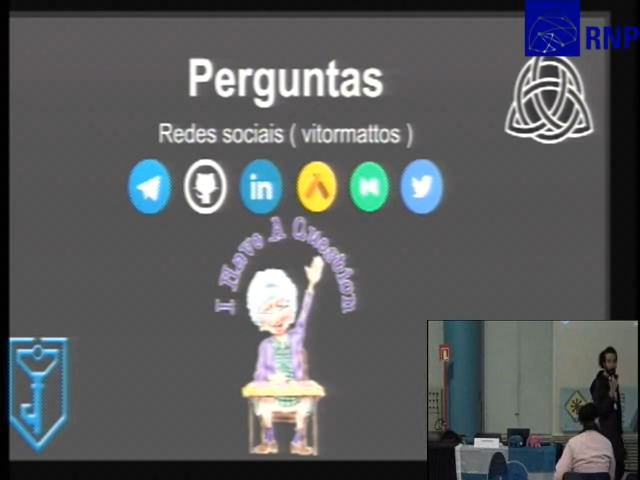 RNP
Perguntas
Redes sociais ( vitormattos )
in
I Have A Question